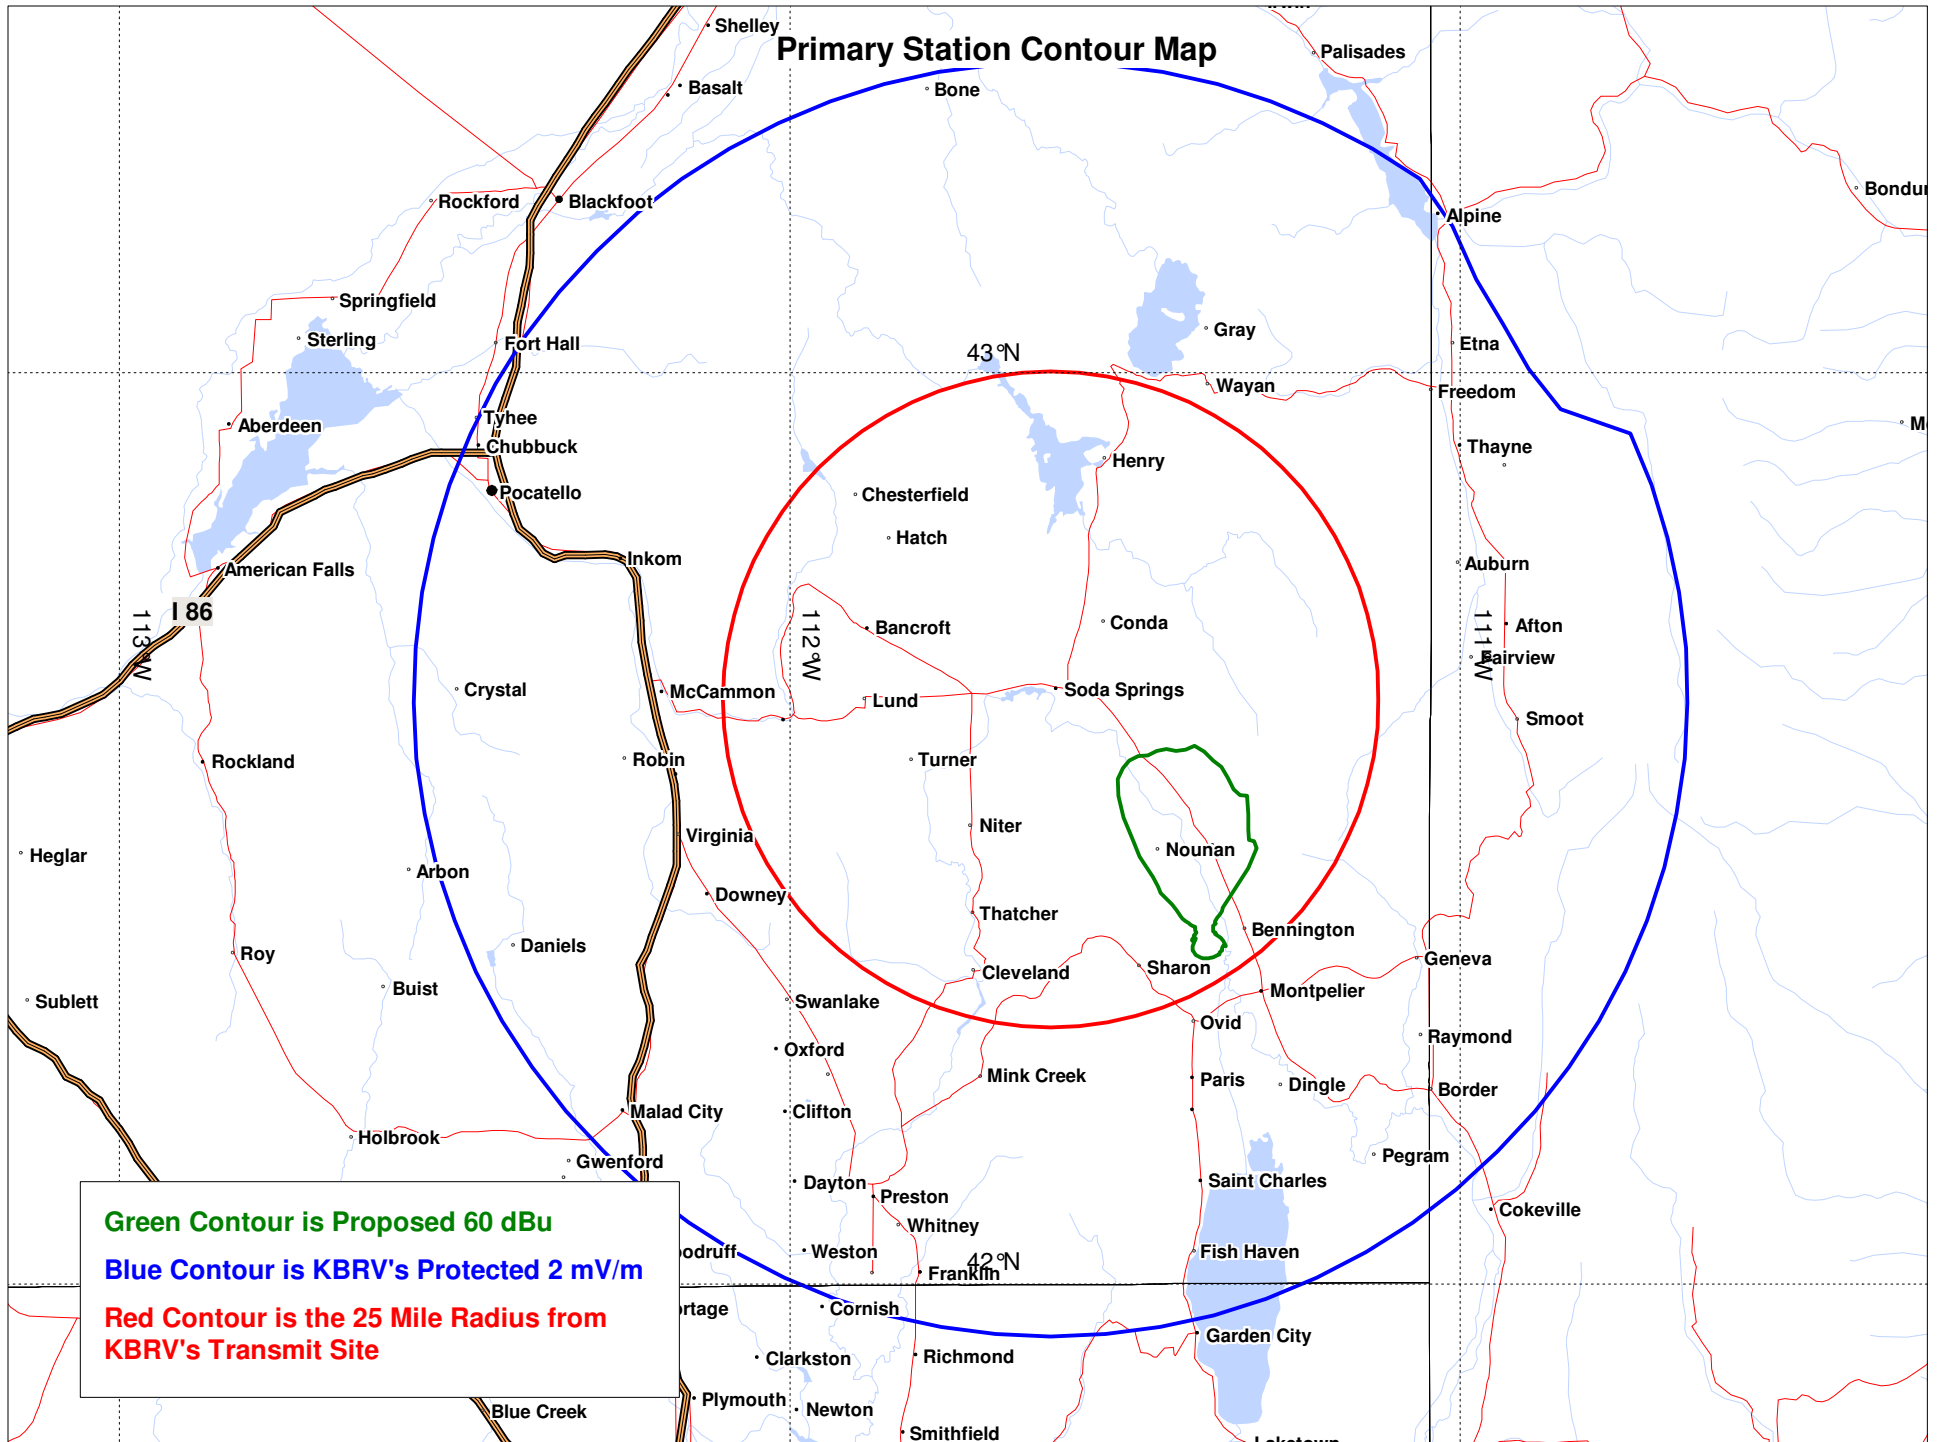 Shelley
Primary Station Contour Map
Palisades
Basalt
Bone
Rockford
Blackfoot
Bondur
Alpine
Springfield
Sterling
Fort Hall
Gray
Etna
43°N
Wayan
Freedom
Aberdeen
Tyhee
Chubbuck
Thayne
Henry
Pocatello
Chesterfield
Hatch
Inkom
American Falls
Auburn
I 86
113°W
112°W
111°W
Bancroft
Conda
Afton
Fairview
Crystal
McCammon
Lund
Soda Springs
Smoot
Rockland
Robin
Turner
Niter
Virginia
Nounan
Heglar
Arbon
Downey
Thatcher
Bennington
Roy
Daniels
Geneva
Sharon
Cleveland
Buist
Montpelier
Sublett
Swanlake
Ovid
Raymond
Oxford
Mink Creek
Paris
Dingle
Border
Malad City
Clifton
Holbrook
Gwenford
Pegram
Dayton
Preston
Saint Charles
Cokeville
Green Contour is Proposed 60 dBu
Whitney
Weston
odruff
Fish Haven
42°N
Franklin
Blue Contour is KBRV's Protected 2 mV/m
rtage
Cornish
Red Contour is the 25 Mile Radius from
KBRV's Transmit Site
Garden City
Clarkston
Richmond
Plymouth
Newton
Blue Creek
Smithfield